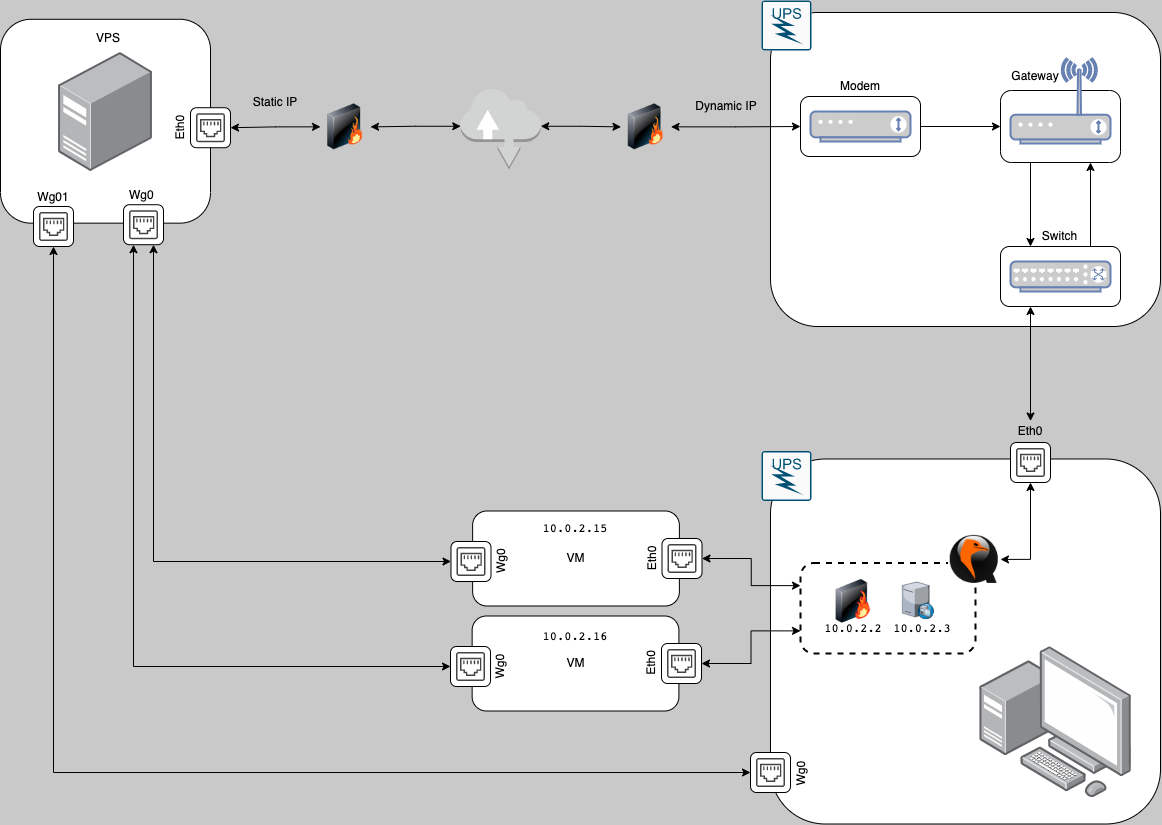 VPS
UPS
Modem
Gateway
Static IP
Dynamic IP
Eth0
Wg01
Wg0
Switch
Eth0
UPS
10.0.2.15
VM
Wg0
Eth0
10.0.2.2
10.0.2.3
10.0.2.16
VM
Wg0
Eth0
Wg0